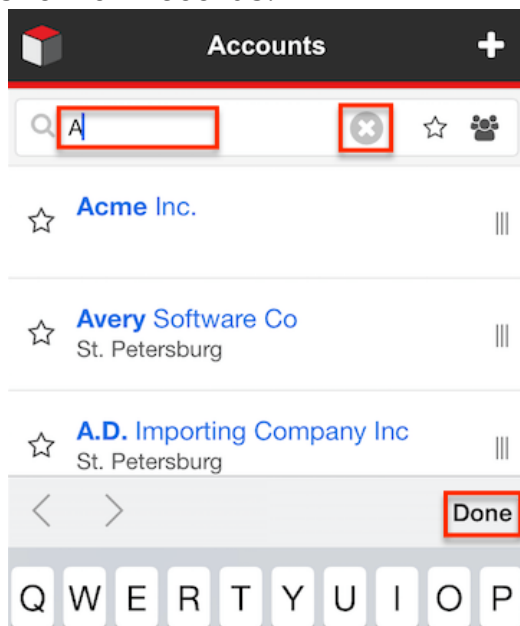 Accounts
A
Acme Inc.
Avery Software Co
St. Petersburg
A.D. Importing Company Inc
St. Petersburg
Done
Q W E R T Y U I O P